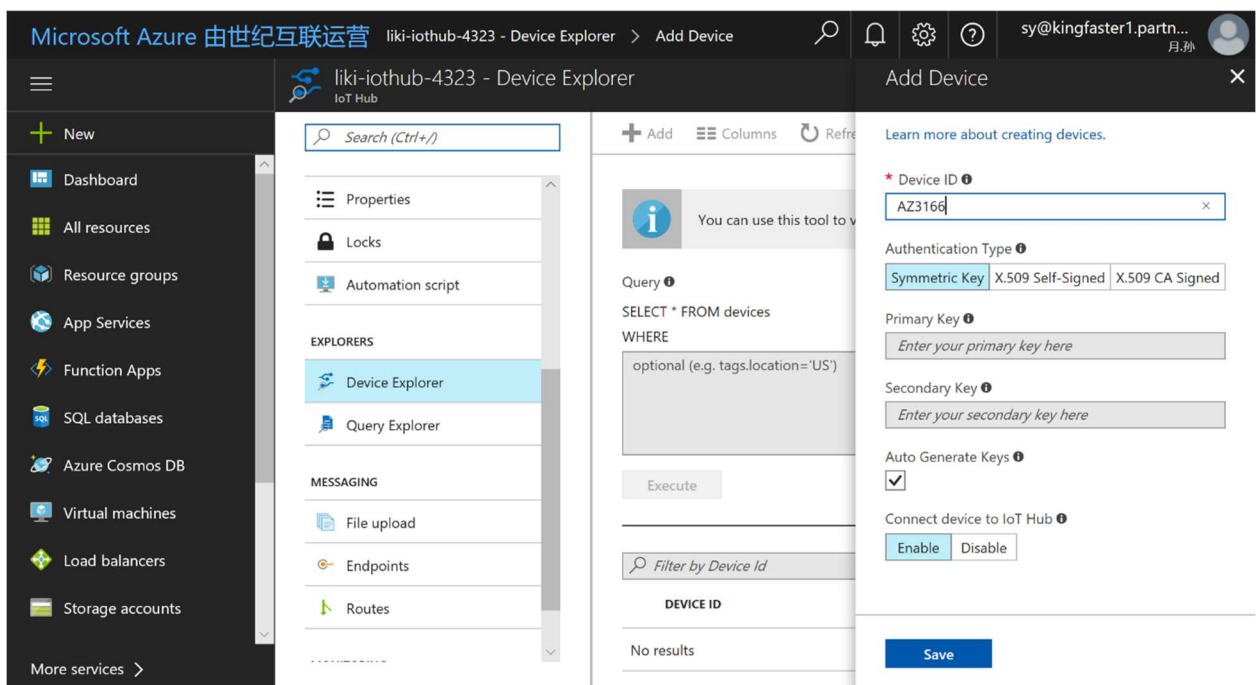 Microsoft Azure 由世纪互联运营 liki-iothub-4323 - Device Explorer > Add Device
sy@kingfaster1.partn...
月.孙
liki-iothub-4323 - Device Explorer
IoT Hub
Add Device
New
Dashboard
All resources
Resource groups
App Services
Function Apps
SQL databases
Azure Cosmos DB
Virtual machines
Load balancers
Storage accounts
More services >
Search (Ctrl+/)
Properties
Locks
Automation script
EXPLORERS
Device Explorer
Query Explorer
MESSAGING
File upload
Endpoints
Routes
Add Columns Refre
You can use this tool to v
Query
SELECT * FROM devices
WHERE
optional (e.g. tags.location='US')
Execute
Filter by Device Id
DEVICE ID
No results
Learn more about creating devices.
* Device ID
AZ3166
Authentication Type
Symmetric Key X.509 Self-Signed X.509 CA Signed
Primary Key
Enter your primary key here
Secondary Key
Enter your secondary key here
Auto Generate Keys
Connect device to IoT Hub
Enable Disable
Save